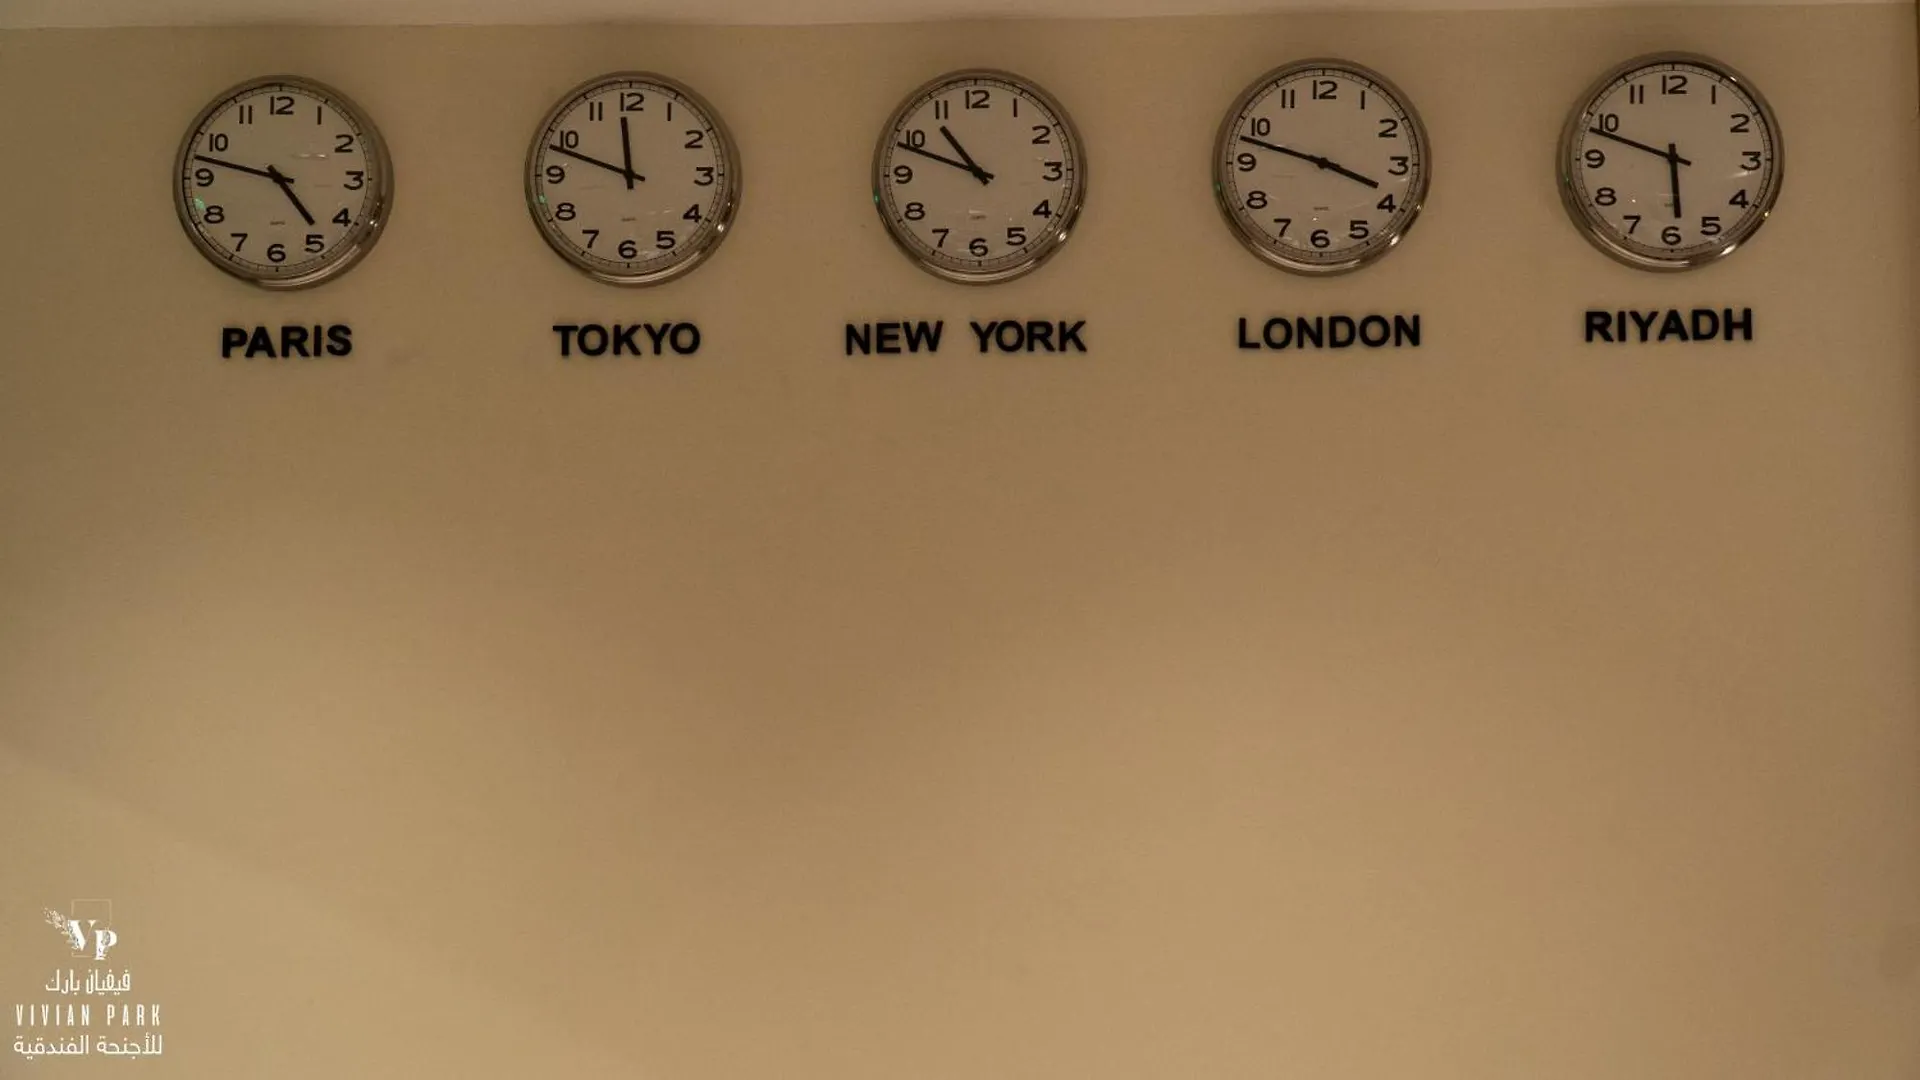 PARIS
TOKYO
NEW YORK
LONDON
RIYADH
VP
فيفيان بارك
VIVIAN PARK
للأجنحة الفندقية